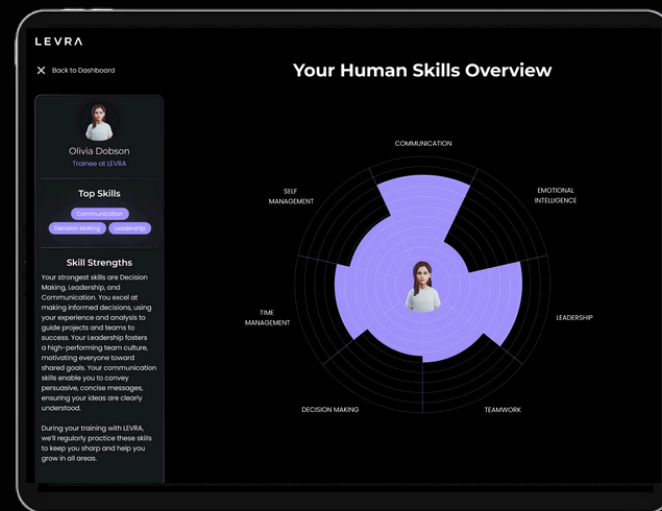 LEVRA
Back to Dashboard
Olivia Dobson
Trainee at LEVRA
Top Skills
Communication
Decision Making
Leadership
Skill Strengths
Your strongest skills are Decision
Making, Leadership, and
Communication. You excel at
making informed decisions, using
your experience and analysis to
guide projects and teams to
success. Your Leadership fosters
a high-performing team culture,
motivating everyone toward
shared goals. Your communication
skills enable you to convey
persuasive, concise messages,
ensuring your ideas are clearly
understood.
During your training with LEVRA,
we'll regularly practice these skills
to keep you sharp and help you
grow in all areas.
Your Human Skills Overview
COMMUNICATION
EMOTIONAL
INTELLIGENCE
LEADERSHIP
TEAMWORK
DECISION MAKING
TIME
MANAGEMENT
SELF
MANAGEMENT